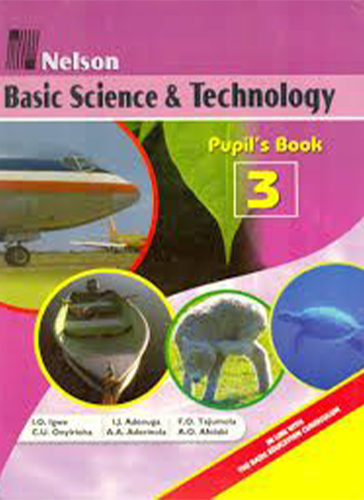 Nelson
Basic Science & Technology
Pupil's Book
3
I.O. Igwe
I.J. Adenuga
F.O. Tajumola
C.U. Onyirioha
A.A. Aderinola
A.O. Afolabi
IN LINE WITH
THE BASIC EDUCATION CURRICULUM